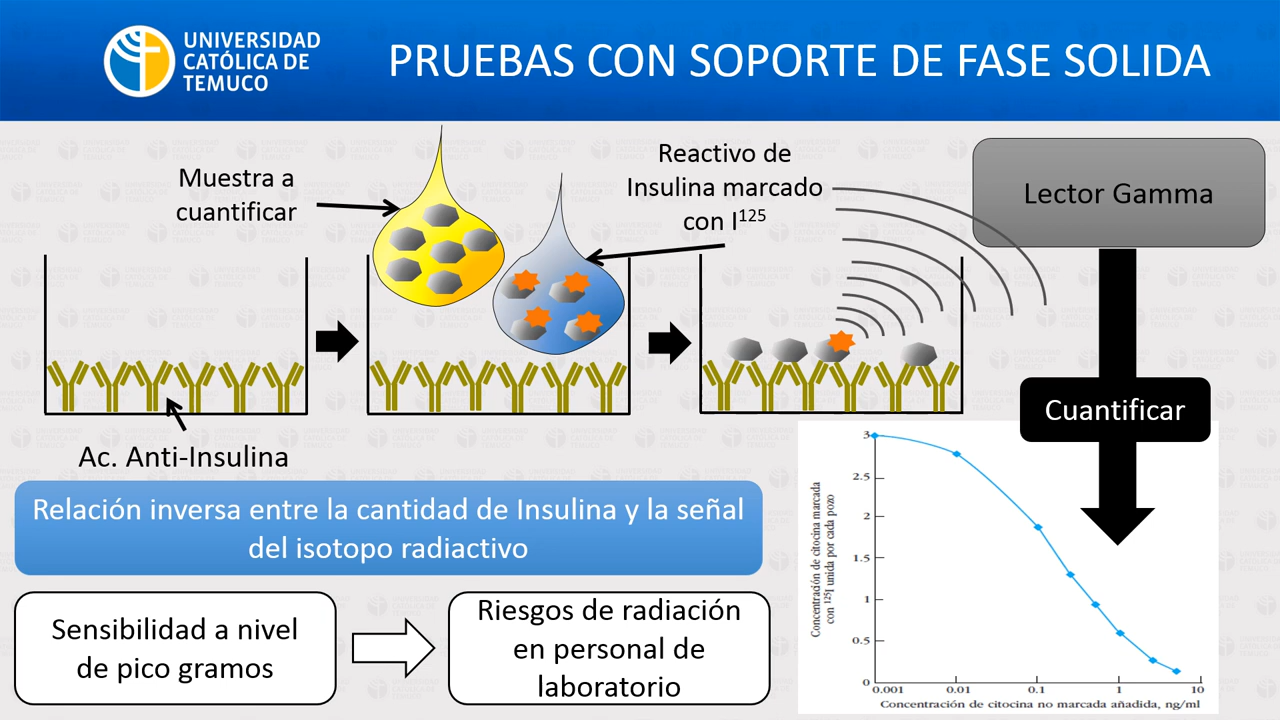 UNIVERSIDAD
CATÓLICA DE
TEMUCO
PRUEBAS CON SOPORTE DE FASE SOLIDA
Muestra a
cuantificar
Reactivo de
Insulina marcado
con I¹²⁵
Lector Gamma
Ac. Anti-Insulina
Cuantificar
Relación inversa entre la cantidad de Insulina y la señal
del isotopo radiactivo
Sensibilidad a nivel
de pico gramos
Riesgos de radiación
en personal de
laboratorio
Concentración de citocina marcada
con ¹²⁵I unida por cada pozo
3
2.5
2
1.5
1
0.5
0
0.001 0.01 0.1 1 10
Concentración de citocina no marcada añadida, ng/ml